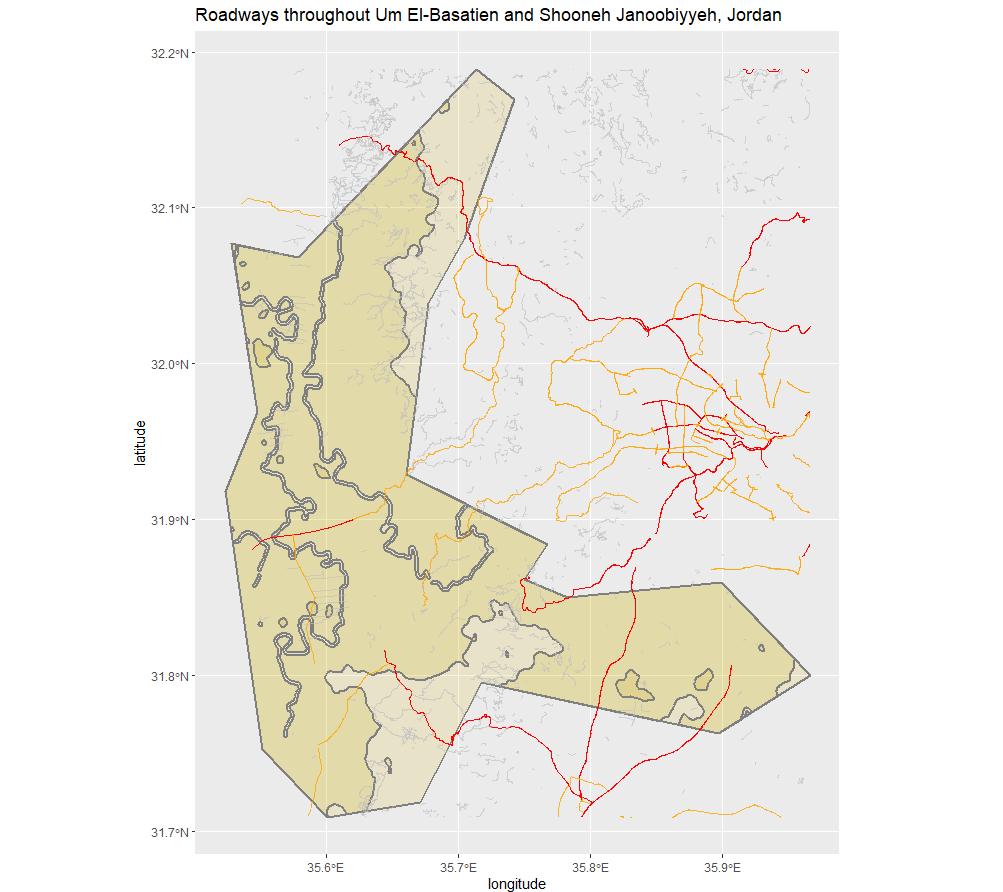 Roadways throughout Um El-Basatien and Shooneh Janoobiyyeh, Jordan
32.2°N
32.1°N
32.0°N
31.9°N
31.8°N
31.7°N
latitude
35.6°E
35.7°E
35.8°E
35.9°E
longitude